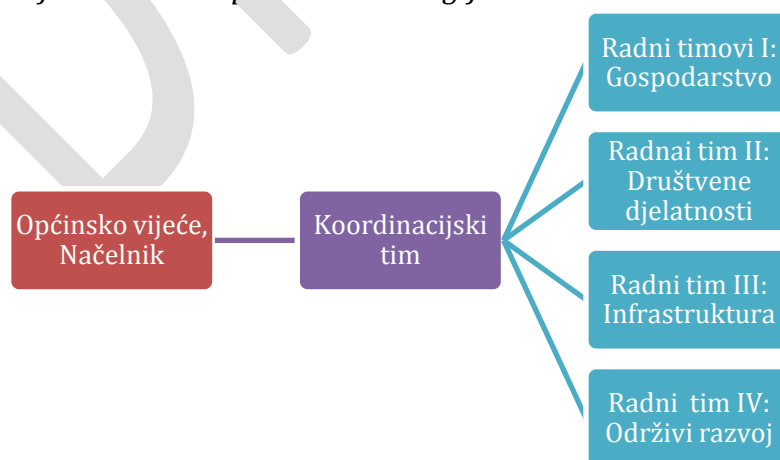 Općinsko vijeće,
Načelnik
Koordinacijski
tim
Radni timovi I:
Gospodarstvo
Radnai tim II:
Društvene
djelatnosti
Radni tim III:
Infrastruktura
Radni  tim IV:
Održivi razvoj